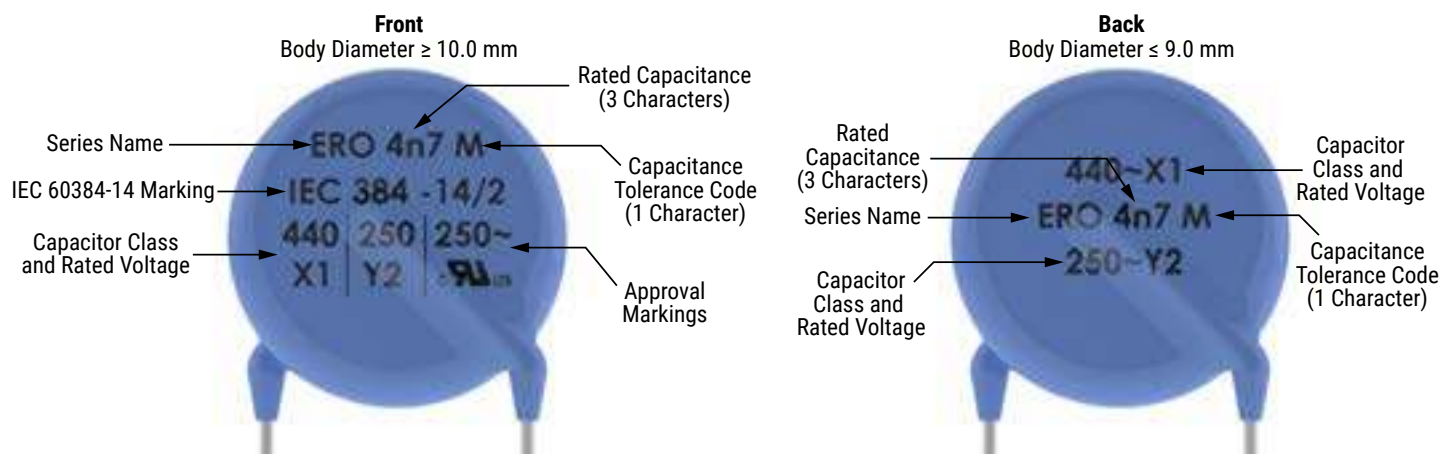 Front
Body Diameter ≥ 10.0 mm
Rated Capacitance
(3 Characters)
Series Name
ERO 4n7 M
Capacitance
Tolerance Code
(1 Character)
IEC 60384-14 Marking
IEC 384 -14/2
Capacitor Class
and Rated Voltage
440 250 250~
X1 Y2
Approval
Markings
Back
Body Diameter ≤ 9.0 mm
Rated
Capacitance
(3 Characters)
440~X1
Capacitor
Class and
Rated Voltage
Series Name
ERO 4n7 M
Capacitance
Tolerance Code
(1 Character)
250~Y2
Capacitor
Class and
Rated Voltage